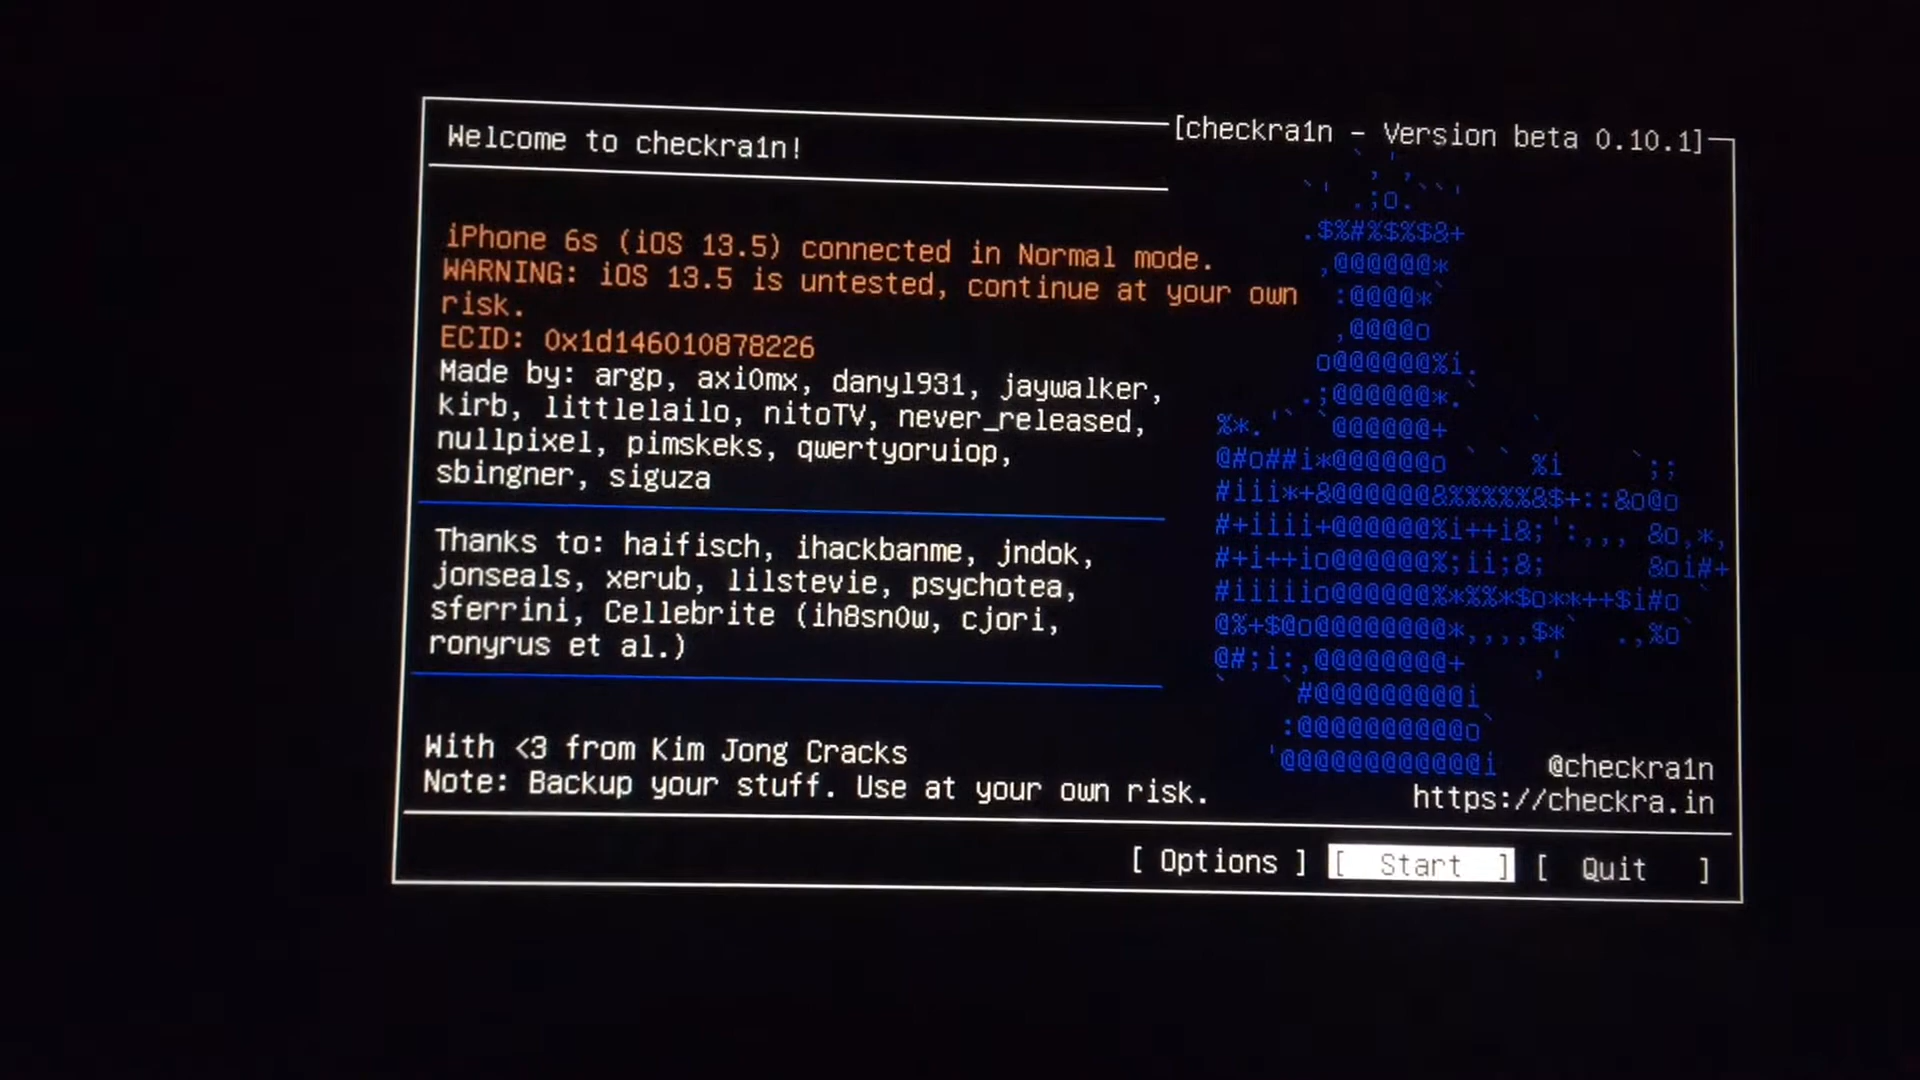 [checkra1n - Version beta 0.10.1]
Welcome to checkra1n!
iPhone 6s (iOS 13.5) connected in Normal mode.
WARNING: iOS 13.5 is untested, continue at your own
risk.
ECID: 0x1d146010878226
Made by: argp, axi0mx, danyl931, jaywalker,
kirb, littlelailo, nitoTV, never_released,
nullpixel, pimskeks, qwertyoruiop,
sbingner, siguza
Thanks to: haifisch, ihackbanme, jndok,
jonseals, xerub, lilstevie, psychotea,
sferrini, Cellebrite (ih8sn0w, cjori,
ronyrus et al.)
With <3 from Kim Jong Cracks
Note: Backup your stuff. Use at your own risk.
@checkra1n
https://checkra.in
[ Options ] [ Start ] [ Quit ]